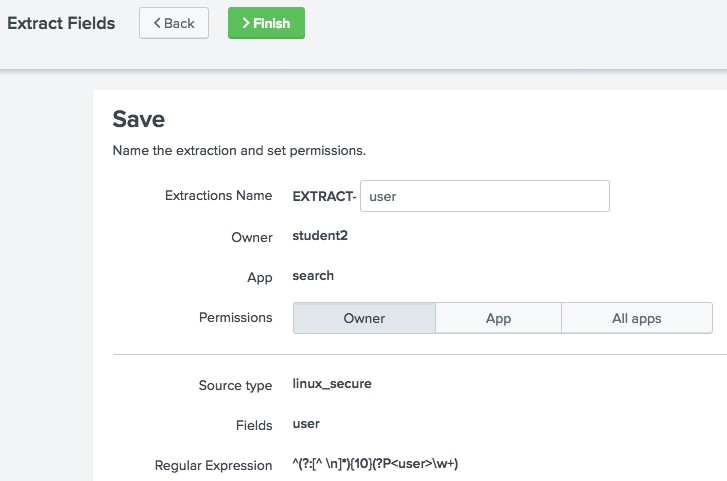 Extract Fields < Back > Finish
Save
Name the extraction and set permissions.
Extractions Name EXTRACT- user
Owner student2
App search
Permissions Owner App All apps
Source type linux_secure
Fields user
Regular Expression ^(?:[^ \n]*){10}(?P<user>\w+)